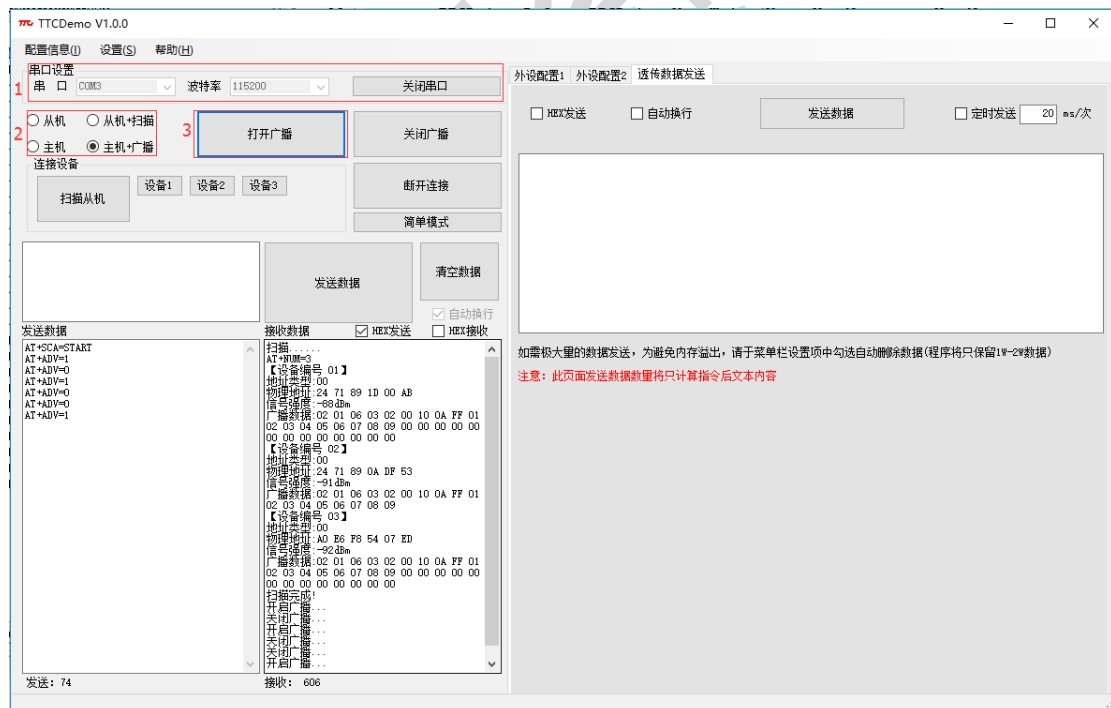 TTCDemo V1.0.0
配置信息(I) 设置(S) 帮助(H)
串口设置
1 串 口 COM3 波特率 115200 关闭串口
2 从机 从机+扫描
主机 主机+广播
3 打开广播 关闭广播
连接设备
扫描从机 设备1 设备2 设备3 断开连接
简单模式
发送数据 清空数据
自动换行
发送数据 接收数据 HEX发送 HEX接收
AT+SCA=START
AT+ADV=1
AT+ADV=0
AT+ADV=1
AT+ADV=0
AT+ADV=0
AT+ADV=1
扫描......
AT+NUM=3
【设备编号 01】
地址类型:00
物理地址:24 71 89 1D 00 AB
信号强度:-88dBm
广播数据:02 01 06 03 02 00 10 0A FF 01
02 03 04 05 06 07 08 09 00 00 00 00 00
00 00 00 00 00 00 00 00
【设备编号 02】
地址类型:00
物理地址:24 71 89 0A DF 53
信号强度:-91dBm
广播数据:02 01 06 03 02 00 10 0A FF 01
02 03 04 05 06 07 08 09
【设备编号 03】
地址类型:00
物理地址:A0 E6 F8 54 07 ED
信号强度:-92dBm
广播数据:02 01 06 03 02 00 10 0A FF 01
02 03 04 05 06 07 08 09 00 00 00 00 00
00 00 00 00 00 00 00 00
扫描完成!
开启广播...
关闭广播...
开启广播...
关闭广播...
关闭广播...
开启广播...
发送: 74 接收: 606
外设配置1 外设配置2 透传数据发送
HEX发送 自动换行 发送数据 定时发送 20 ms/次
如需极大量的数据发送，为避免内存溢出，请于菜单栏设置项中勾选自动删除数据(程序将只保留1W-2W数据)
注意：此页面发送数据数量将只计算指令后文本内容